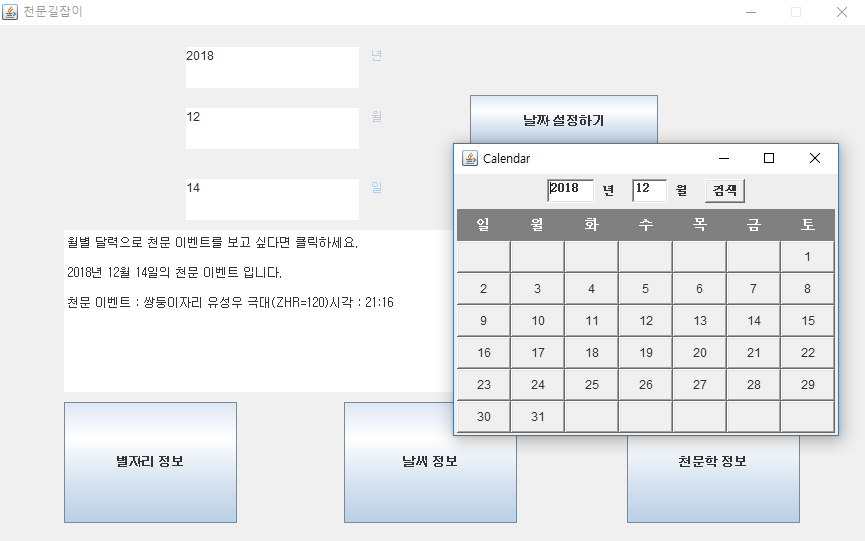 천문길잡이
2018 년
12 월
날짜 설정하기
14 일
월별 달력으로 천문 이벤트를 보고 싶다면 클릭하세요.
2018년 12월 14일의 천문 이벤트 입니다.
천문 이벤트 : 쌍둥이자리 유성우 극대(ZHR=120)시각 : 21:16
별자리 정보
날씨 정보
천문학 정보
Calendar
2018 년 12 월 검색
일 월 화 수 목 금 토
1
2 3 4 5 6 7 8
9 10 11 12 13 14 15
16 17 18 19 20 21 22
23 24 25 26 27 28 29
30 31